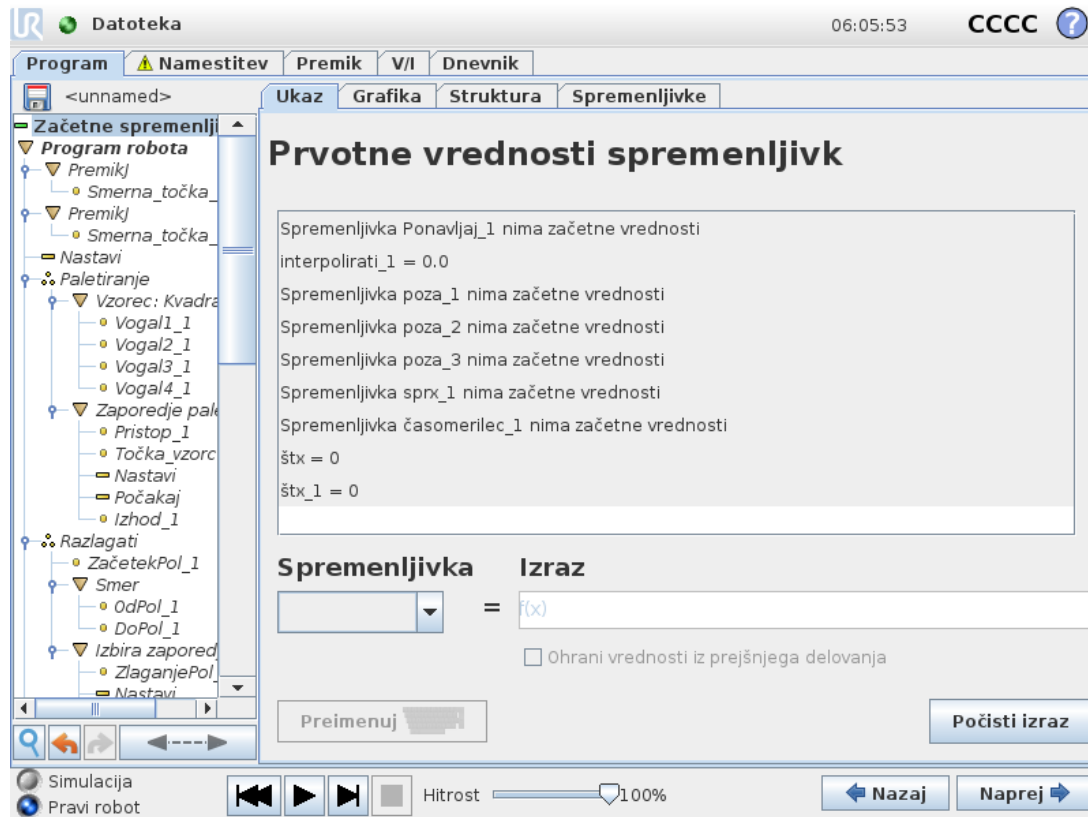 UR Datoteka 06:05:53 CCCC ?
Program Namestitev Premik V/I Dnevnik
<unnamed> Ukaz Grafika Struktura Spremenljivke
Začetne spremenlji
Program robota
PremikJ
Smerna_točka_
PremikJ
Smerna_točka_
Nastavi
Paletiranje
Vzorec: Kvadra
Vogal1_1
Vogal2_1
Vogal3_1
Vogal4_1
Zaporedje pale
Pristop_1
Točka_vzorc
Nastavi
Počakaj
Izhod_1
Razlagati
ZačetekPol_1
Smer
OdPol_1
DoPol_1
Izbira zapored
ZlaganjePol_
Nastavi
Prvotne vrednosti spremenljivk
Spremenljivka Ponavljaj_1 nima začetne vrednosti
interpolirati_1 = 0.0
Spremenljivka poza_1 nima začetne vrednosti
Spremenljivka poza_2 nima začetne vrednosti
Spremenljivka poza_3 nima začetne vrednosti
Spremenljivka sprx_1 nima začetne vrednosti
Spremenljivka časomerilec_1 nima začetne vrednosti
štx = 0
štx_1 = 0
Spremenljivka Izraz
= f(x)
Ohrani vrednosti iz prejšnjega delovanja
Preimenuj Počisti izraz
Simulacija
Pravi robot
Hitrost 100% Nazaj Naprej